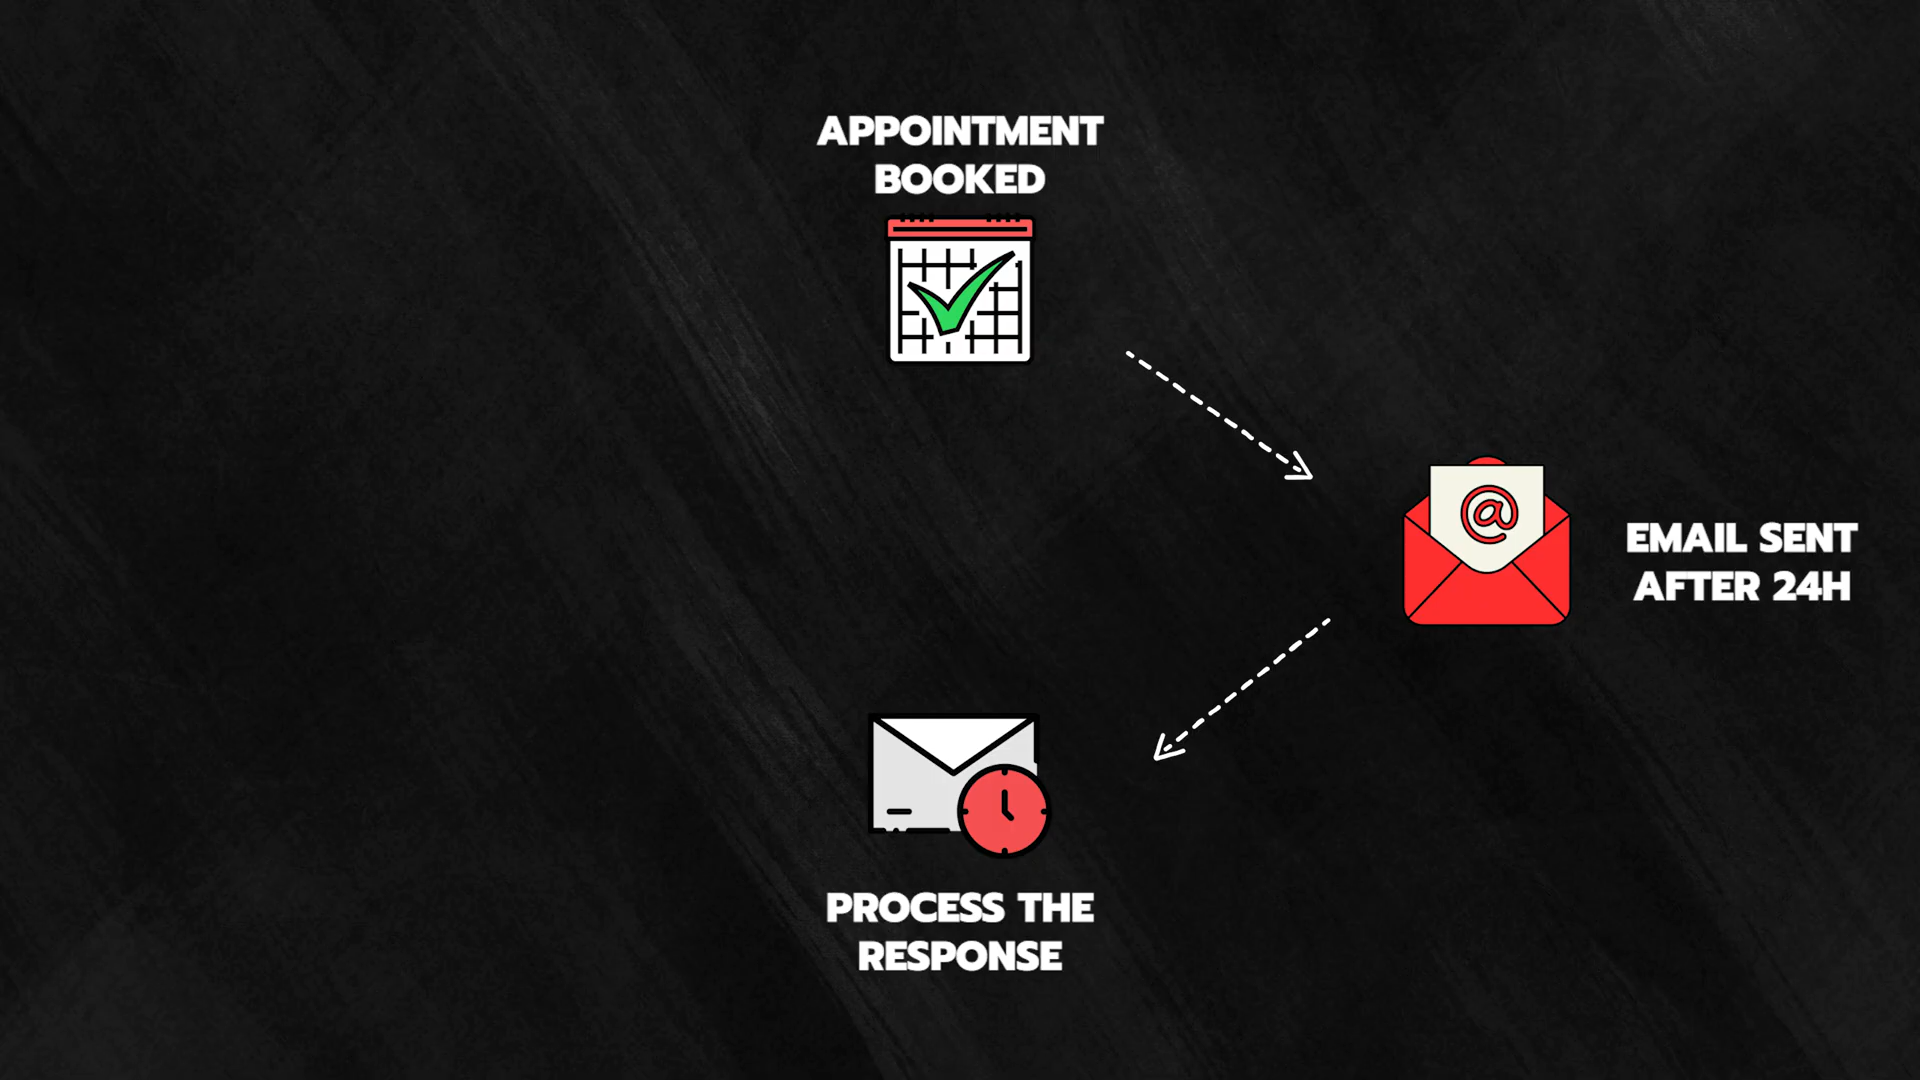 APPOINTMENT
BOOKED
@
EMAIL SENT
AFTER 24H
PROCESS THE
RESPONSE